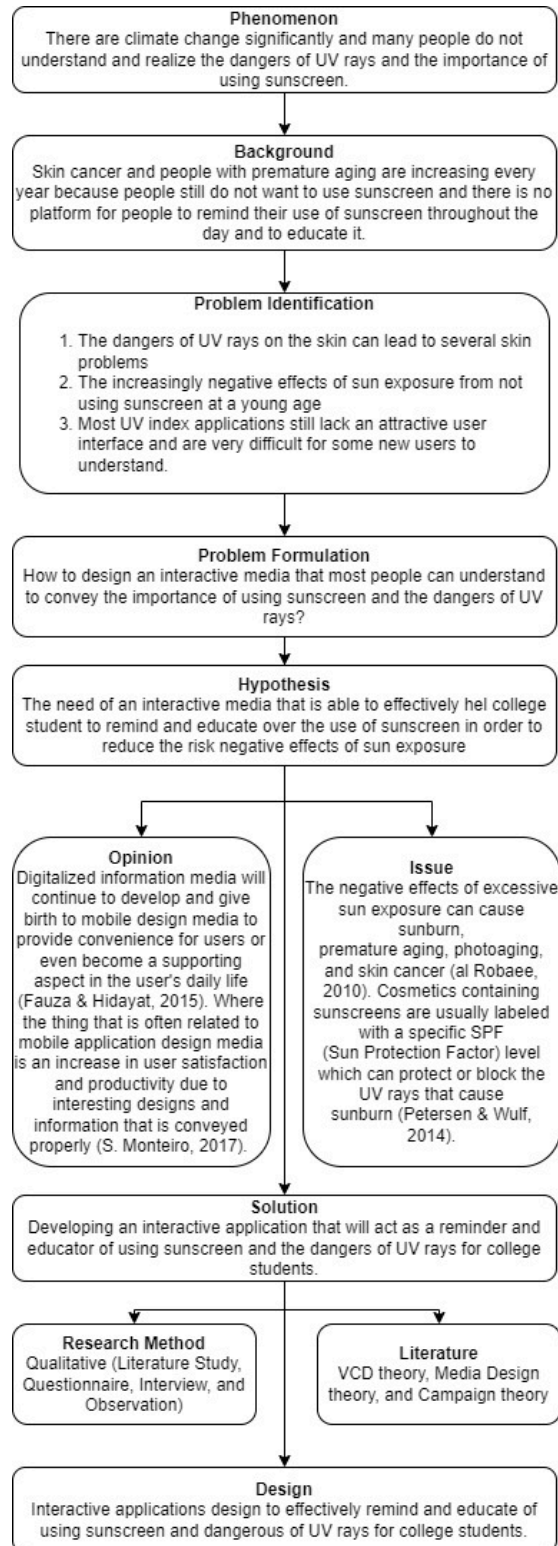 Phenomenon
There are climate change significantly and many people do not
understand and realize the dangers of UV rays and the importance of
using sunscreen.
Background
Skin cancer and people with premature aging are increasing every
year because people still do not want to use sunscreen and there is no
platform for people to remind their use of sunscreen throughout the
day and to educate it.
Problem Identification
1. The dangers of UV rays on the skin can lead to several skin
problems
2. The increasingly negative effects of sun exposure from not
using sunscreen at a young age
3. Most UV index applications still lack an attractive user
interface and are very difficult for some new users to
understand.
Problem Formulation
How to design an interactive media that most people can understand
to convey the importance of using sunscreen and the dangers of UV
rays?
Hypothesis
The need of an interactive media that is able to effectively hel college
student to remind and educate over the use of sunscreen in order to
reduce the risk negative effects of sun exposure
Opinion
Digitalized information media will
continue to develop and give
birth to mobile design media to
provide convenience for users or
even become a supporting
aspect in the user's daily life
(Fauza & Hidayat, 2015). Where
the thing that is often related to
mobile application design media
is an increase in user satisfaction
and productivity due to
interesting designs and
information that is conveyed
properly (S. Monteiro, 2017).
Issue
The negative effects of excessive
sun exposure can cause
sunburn,
premature aging, photoaging,
and skin cancer (al Robaee,
2010). Cosmetics containing
sunscreens are usually labeled
with a specific SPF
(Sun Protection Factor) level
which can protect or block the
UV rays that cause
sunburn (Petersen & Wulf,
2014).
Solution
Developing an interactive application that will act as a reminder and
educator of using sunscreen and the dangers of UV rays for college
students.
Research Method
Qualitative (Literature Study,
Questionnaire, Interview, and
Observation)
Literature
VCD theory, Media Design
theory, and Campaign theory
Design
Interactive applications design to effectively remind and educate of
using sunscreen and dangerous of UV rays for college students.